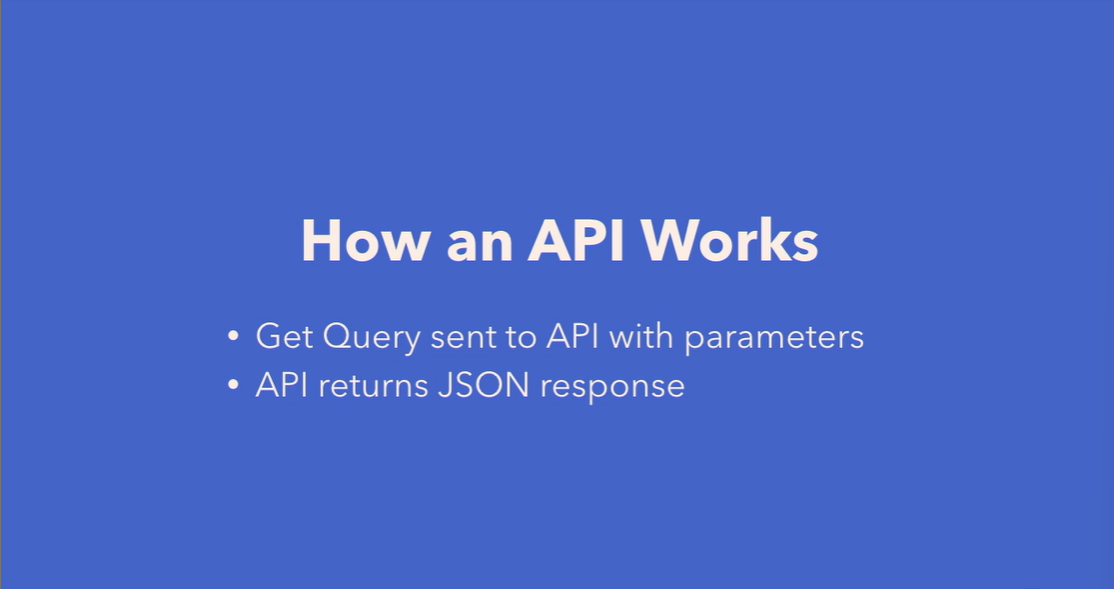 How an API Works
• Get Query sent to API with parameters
• API returns JSON response